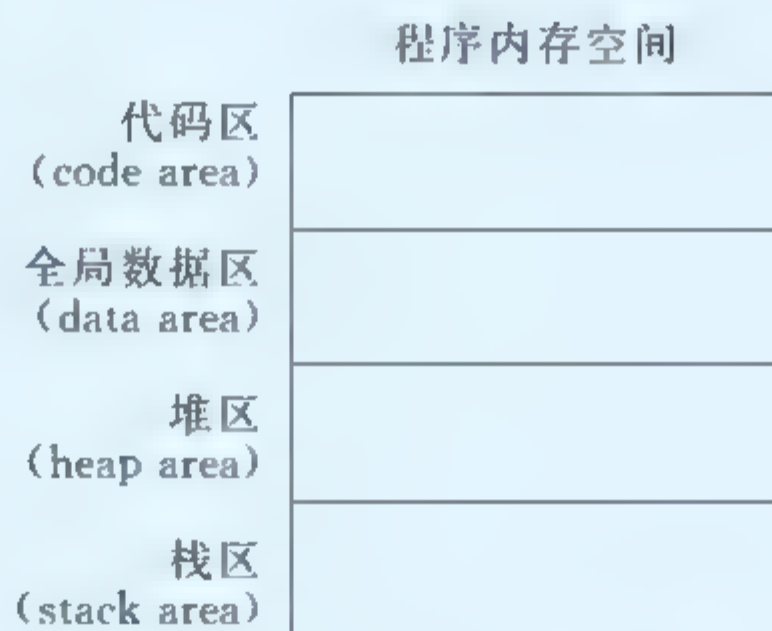 程序内存空间
代码区
(code area)
全局数据区
(data area)
堆区
(heap area)
栈区
(stack area)